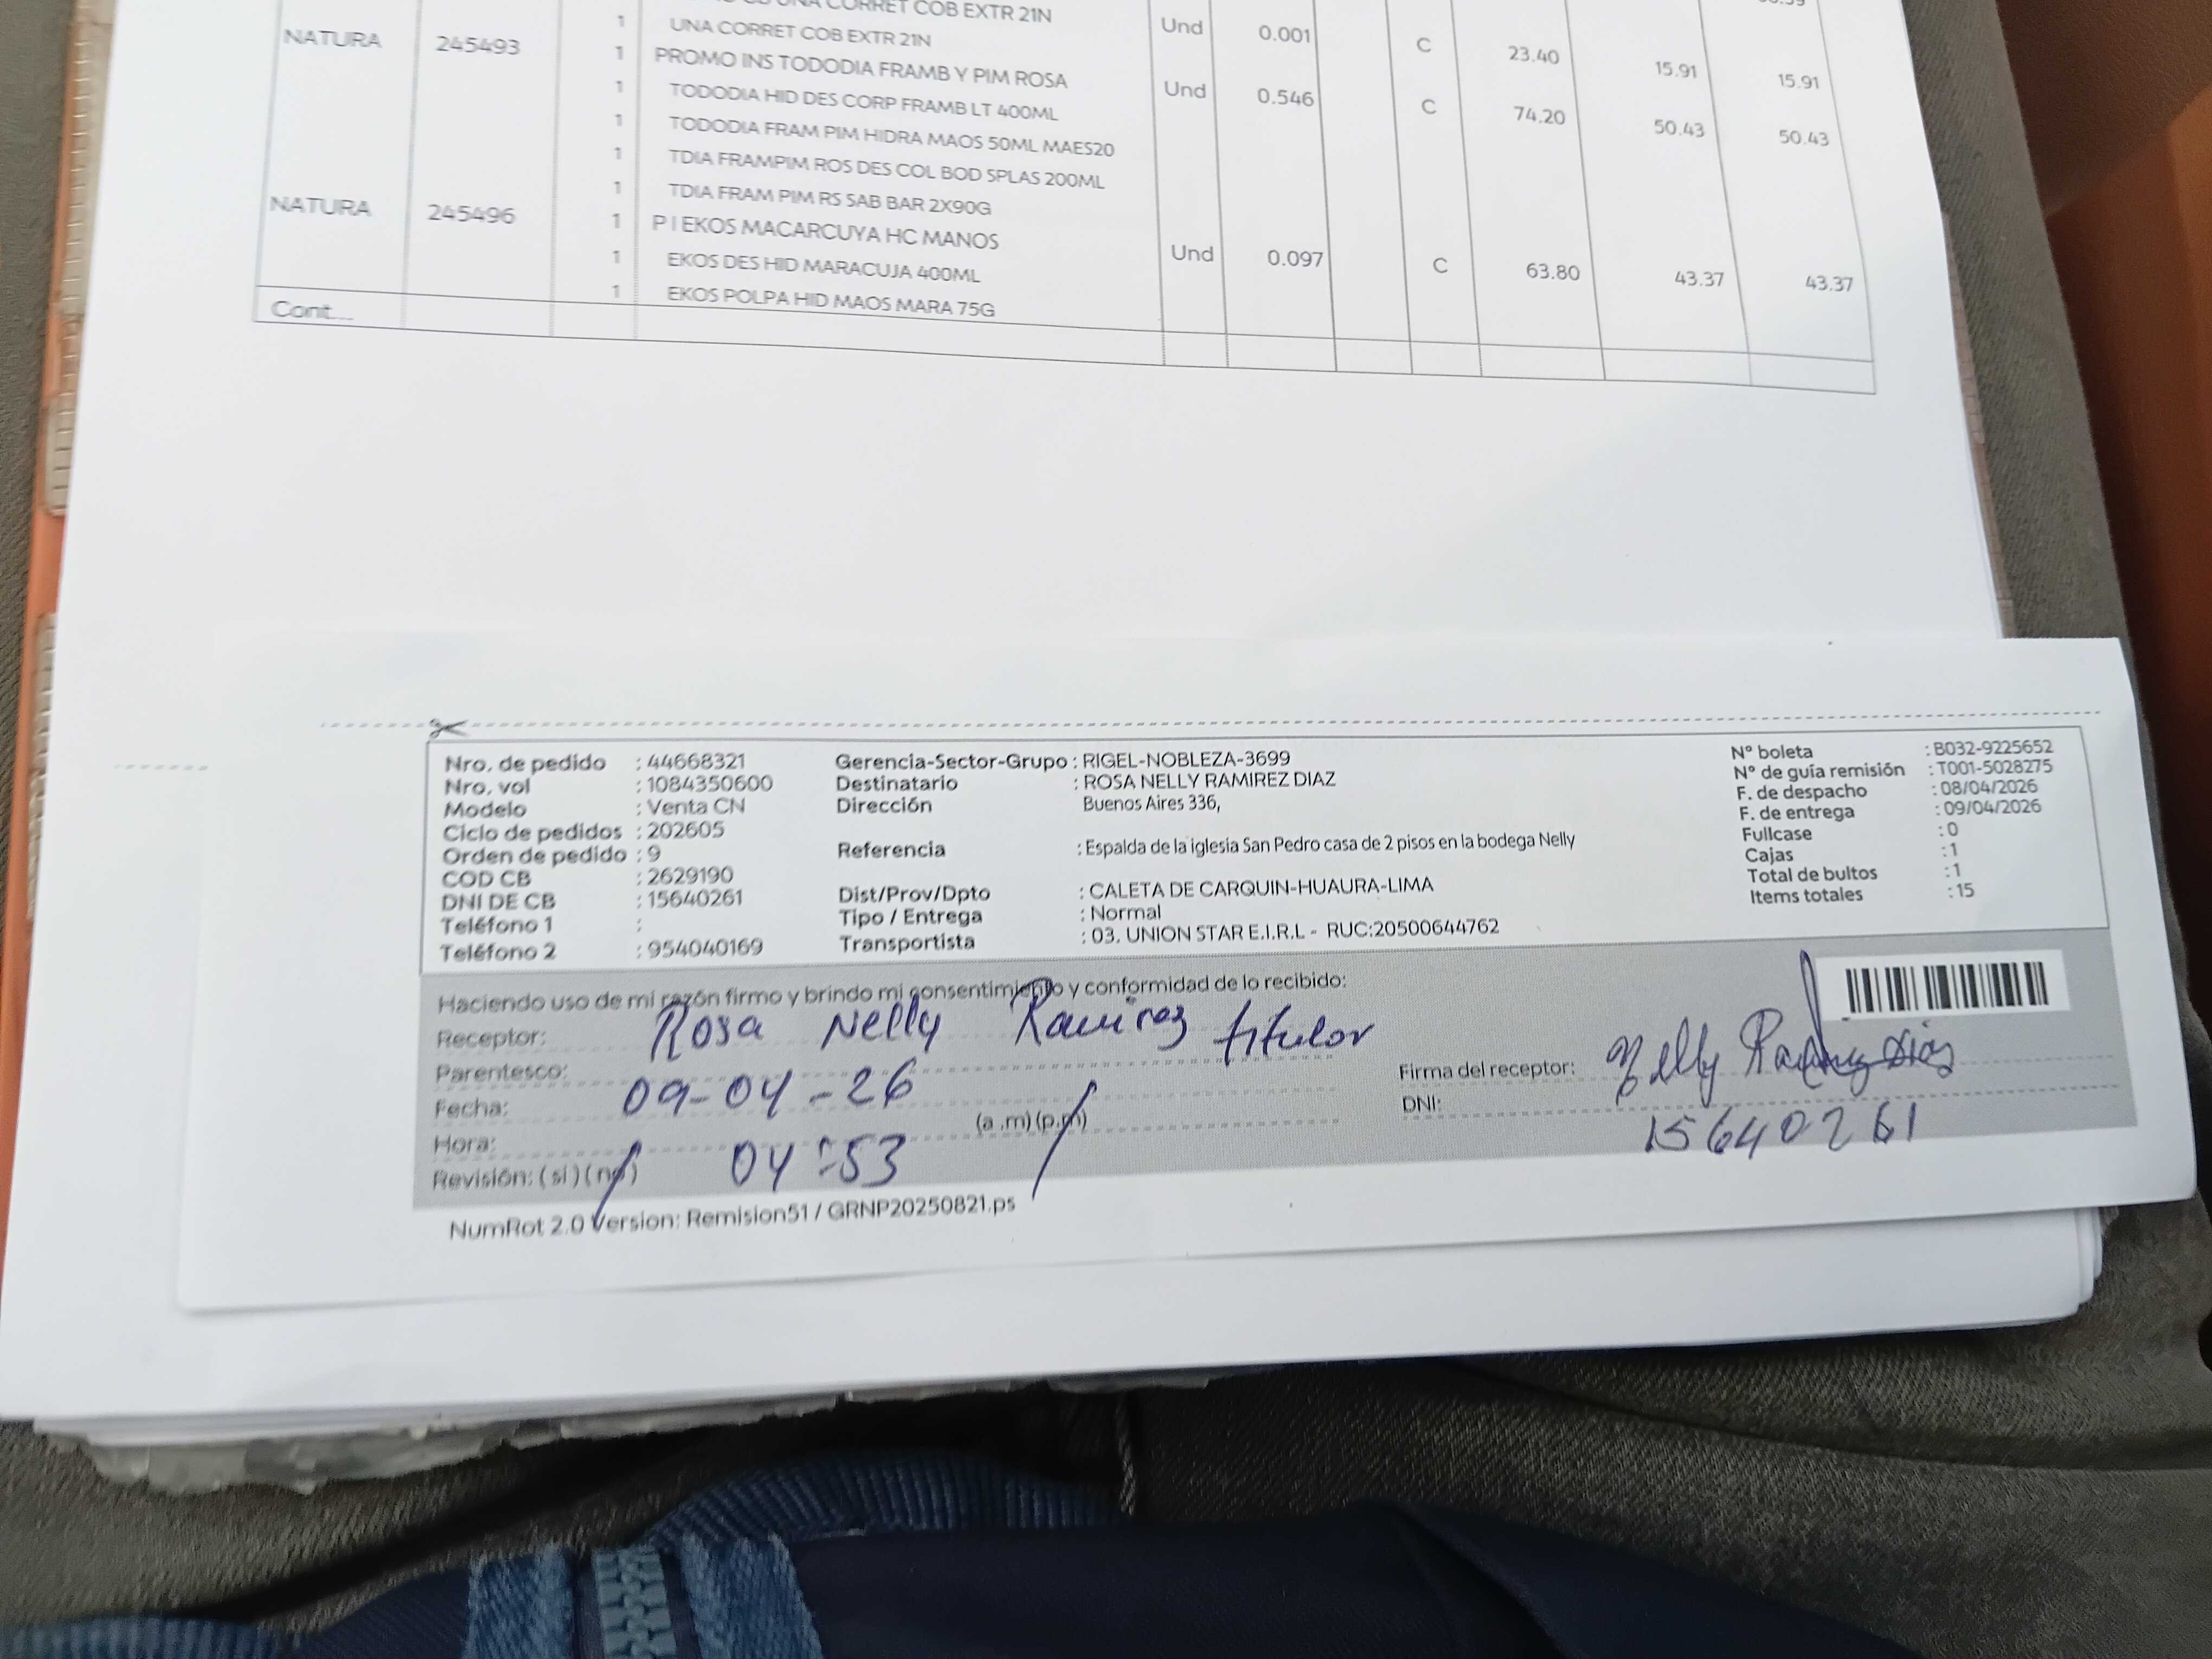 UNA CORRET COB EXTR 21N
1 UNA CORRET COB EXTR 21N Und 0.001 C 23.40 15.91 15.91
NATURA 245493 1 PROMO INS TODODIA FRAMB Y PIM ROSA Und 0.546 C 74.20 50.43 50.43
1 TODODIA HID DES CORP FRAMB LT 400ML
1 TODODIA FRAM PIM HIDRA MAOS 50ML MAES20
1 TDIA FRAMPIM ROS DES COL BOD SPLAS 200ML
1 TDIA FRAM PIM RS SAB BAR 2X90G
NATURA 245496 1 P I EKOS MACARCUYA HC MANOS Und 0.097 C 63.80 43.37 43.37
1 EKOS DES HID MARACUJA 400ML
1 EKOS POLPA HID MAOS MARA 75G
Cont....
Nro. de pedido : 44668321 Gerencia-Sector-Grupo : RIGEL-NOBLEZA-3699 N° boleta : B032-9225652
Nro. vol : 1084350600 Destinatario : ROSA NELLY RAMIREZ DIAZ N° de guía remisión : T001-5028275
Modelo : Venta CN Dirección Buenos Aires 336, F. de despacho : 08/04/2026
Ciclo de pedidos : 202605 F. de entrega : 09/04/2026
Orden de pedido : 9 Referencia : Espalda de la iglesia San Pedro casa de 2 pisos en la bodega Nelly Fullcase : 0
COD CB : 2629190 Cajas : 1
DNI DE CB : 15640261 Dist/Prov/Dpto : CALETA DE CARQUIN-HUAURA-LIMA Total de bultos : 1
Teléfono 1 : Tipo / Entrega : Normal Items totales : 15
Teléfono 2 : 954040169 Transportista : 03. UNION STAR E.I.R.L - RUC:20500644762
Haciendo uso de mi razón firmo y brindo mi consentimiento y conformidad de lo recibido:
Receptor: Rosa Nelly Ramirez titular
Parentesco: Firma del receptor: Nelly Ramirez Diaz
Fecha: 09-04-26 DNI: 15640261
Hora: 04:53 (a .m) (p.m)
Revisión: (si) (no)
NumRot 2.0 Version: Remision51 / GRNP20250821.ps